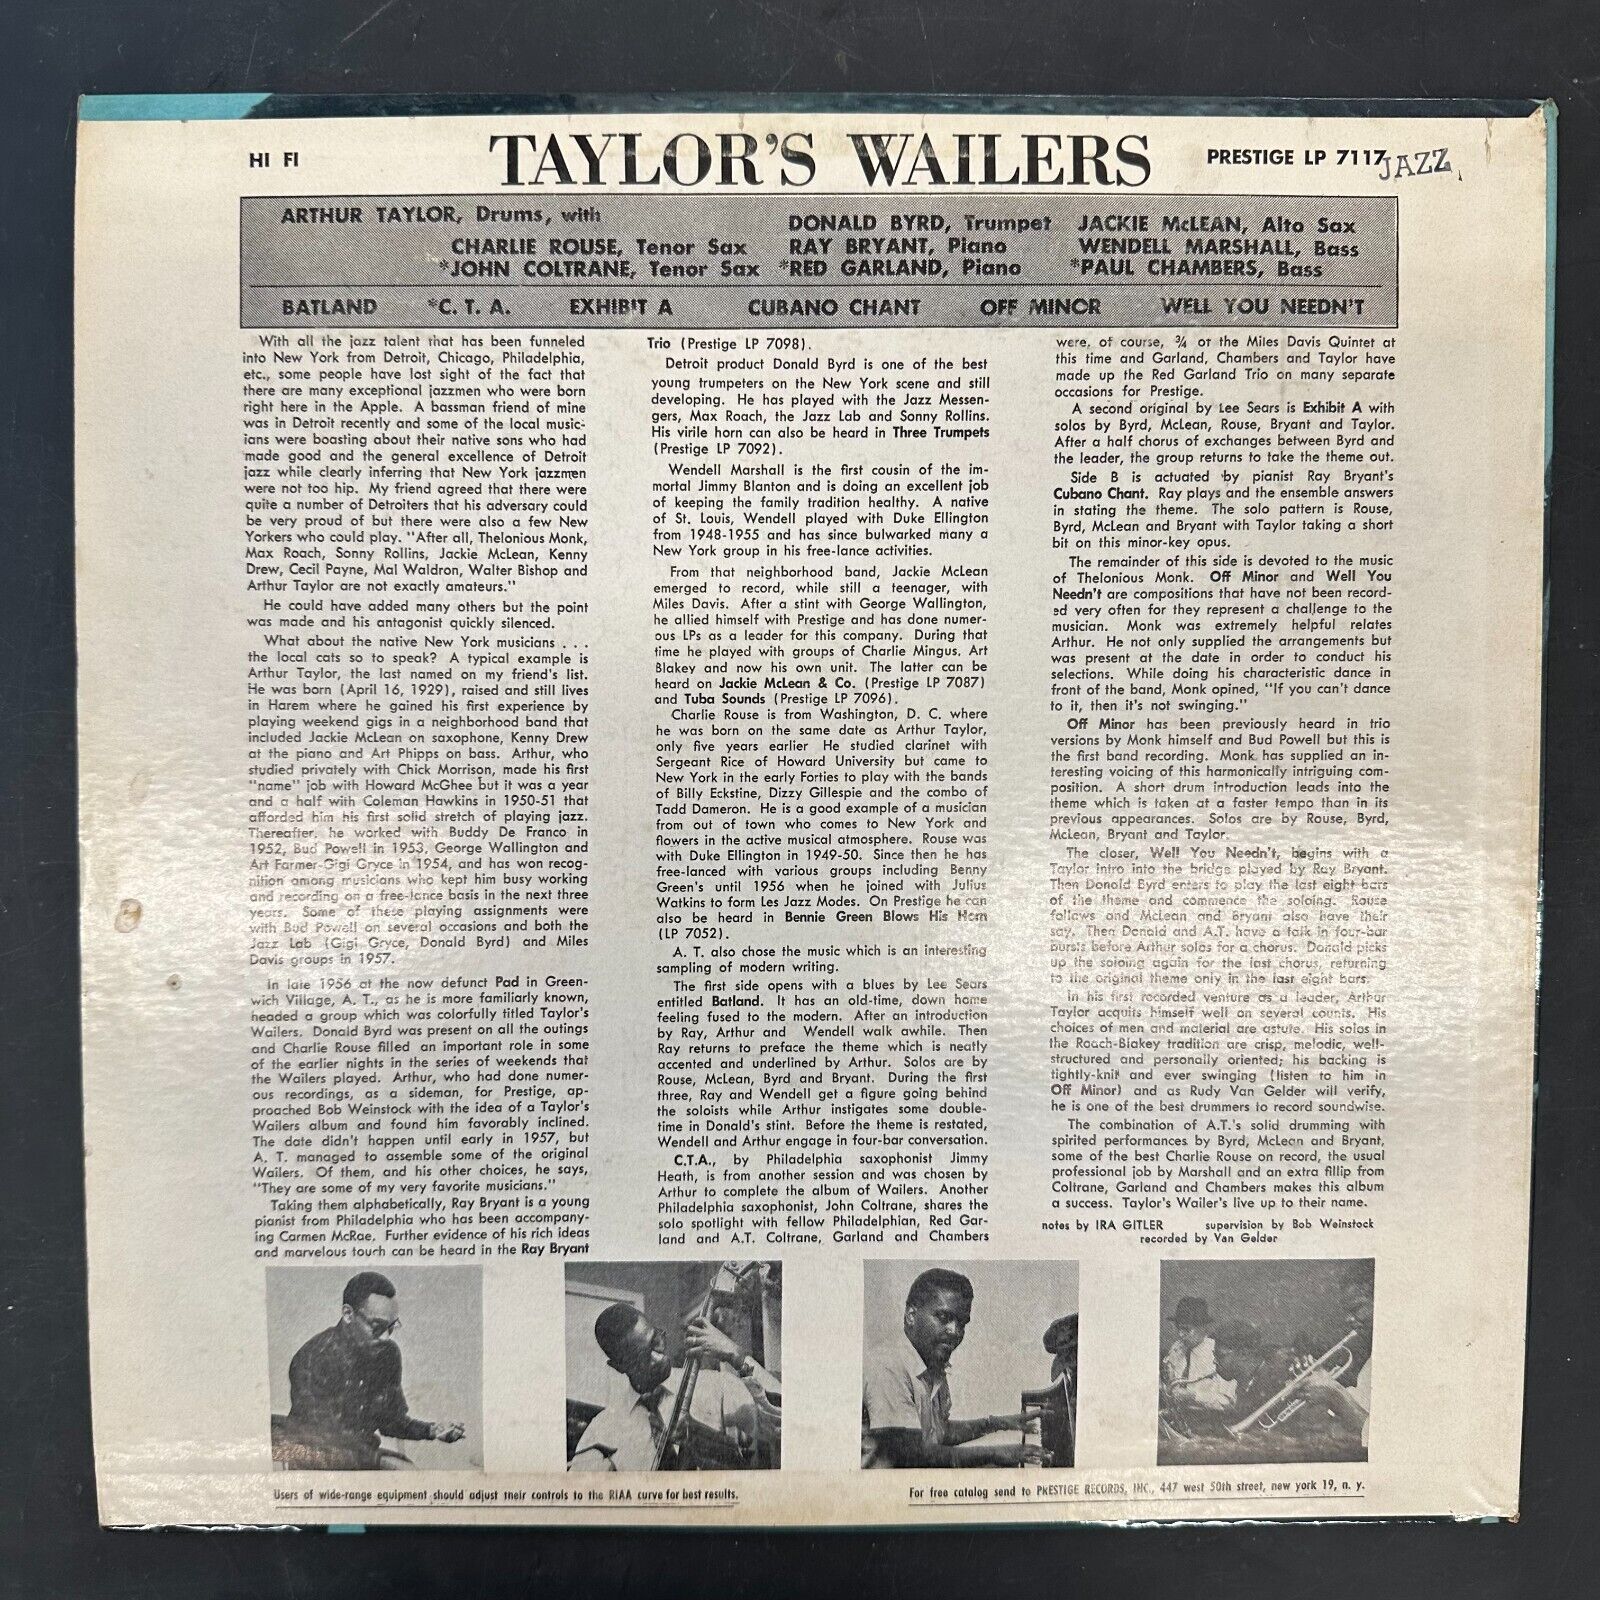 HI FI
TAYLOR'S WAILERS
PRESTIGE LP 7117
JAZZ
ARTHUR TAYLOR, Drums, with
DONALD BYRD, Trumpet JACKIE McLEAN, Alto Sax
CHARLIE ROUSE, Tenor Sax RAY BRYANT, Piano WENDELL MARSHALL, Bass
*JOHN COLTRANE, Tenor Sax *RED GARLAND, Piano *PAUL CHAMBERS, Bass
BATLAND *C. T. A. EXHIBIT A CUBANO CHANT OFF MINOR WELL YOU NEEDN'T
With all the jazz talent that has been funneled
into New York from Detroit, Chicago, Philadelphia,
etc., some people have lost sight of the fact that
there are many exceptional jazzmen who were born
right here in the Apple. A bassman friend of mine
was in Detroit recently and some of the local music-
ians were boasting about their native sons who had
made good and the general excellence of Detroit
jazz while clearly inferring that New York jazzmen
were not too hip. My friend agreed that there were
quite a number of Detroiters that his adversary could
be very proud of but there were also a few New
Yorkers who could play. "After all, Thelonious Monk,
Max Roach, Sonny Rollins, Jackie McLean, Kenny
Drew, Cecil Payne, Mal Waldron, Walter Bishop and
Arthur Taylor are not exactly amateurs."
He could have added many others but the point
was made and his antagonist quickly silenced.
What about the native New York musicians . . .
the local cats so to speak? A typical example is
Arthur Taylor, the last named on my friend's list.
He was born (April 16, 1929), raised and still lives
in Harem where he gained his first experience by
playing weekend gigs in a neighborhood band that
included Jackie McLean on saxophone, Kenny Drew
at the piano and Art Phipps on bass. Arthur, who
studied privately with Chick Morrison, made his first
"name" job with Howard McGhee but it was a year
and a half with Coleman Hawkins in 1950-51 that
afforded him his first solid stretch of playing jazz.
Thereafter, he worked with Buddy De Franco in
1952, Bud Powell in 1953, George Wallington and
Art Farmer-Gigi Gryce in 1954, and has won recog-
nition among musicians who kept him busy working
and recording on a free-lance basis in the next three
years. Some of these playing assignments were
with Bud Powell on several occasions and both the
Jazz Lab (Gigi Gryce, Donald Byrd) and Miles
Davis groups in 1957.
In late 1956 at the now defunct Pad in Green-
wich Village, A. T., as he is more familiarly known,
headed a group which was colorfully titled Taylor's
Wailers. Donald Byrd was present on all the outings
and Charlie Rouse filled an important role in some
of the earlier nights in the series of weekends that
the Wailers played. Arthur, who had done numer-
ous recordings, as a sideman, for Prestige, ap-
proached Bob Weinstock with the idea of a Taylor's
Wailers album and found him favorably inclined.
The date didn't happen until early in 1957, but
A. T. managed to assemble some of the original
Wailers. Of them, and his other choices, he says,
"They are some of my very favorite musicians."
Taking them alphabetically, Ray Bryant is a young
pianist from Philadelphia who has been accompany-
ing Carmen McRae. Further evidence of his rich ideas
and marvelous touch can be heard in the Ray Bryant
Trio (Prestige LP 7098).
Detroit product Donald Byrd is one of the best
young trumpeters on the New York scene and still
developing. He has played with the Jazz Messen-
gers, Max Roach, the Jazz Lab and Sonny Rollins.
His virile horn can also be heard in Three Trumpets
(Prestige LP 7092).
Wendell Marshall is the first cousin of the im-
mortal Jimmy Blanton and is doing an excellent job
of keeping the family tradition healthy. A native
of St. Louis, Wendell played with Duke Ellington
from 1948-1955 and has since bulwarked many a
New York group in his free-lance activities.
From that neighborhood band, Jackie McLean
emerged to record, while still a teenager, with
Miles Davis. After a stint with George Wallington,
he allied himself with Prestige and has done numer-
ous LPs as a leader for this company. During that
time he played with groups of Charlie Mingus, Art
Blakey and now his own unit. The latter can be
heard on Jackie McLean & Co. (Prestige LP 7087)
and Tuba Sounds (Prestige LP 7096).
Charlie Rouse is from Washington, D. C. where
he was born on the same date as Arthur Taylor,
only five years earlier He studied clarinet with
Sergeant Rice of Howard University but came to
New York in the early Forties to play with the bands
of Billy Eckstine, Dizzy Gillespie and the combo of
Tadd Dameron. He is a good example of a musician
from out of town who comes to New York and
flowers in the active musical atmosphere. Rouse was
with Duke Ellington in 1949-50. Since then he has
free-lanced with various groups including Benny
Green's until 1956 when he joined with Julius
Watkins to form Les Jazz Modes. On Prestige he can
also be heard in Bennie Green Blows His Horn
(LP 7052).
A. T. also chose the music which is an interesting
sampling of modern writing.
The first side opens with a blues by Lee Sears
entitled Batland. It has an old-time, down home
feeling fused to the modern. After an introduction
by Ray, Arthur and Wendell walk awhile. Then
Ray returns to preface the theme which is neatly
accented and underlined by Arthur. Solos are by
Rouse, McLean, Byrd and Bryant. During the first
three, Ray and Wendell get a figure going behind
the soloists while Arthur instigates some double-
time in Donald's stint. Before the theme is restated,
Wendell and Arthur engage in four-bar conversation.
C.T.A., by Philadelphia saxophonist Jimmy
Heath, is from another session and was chosen by
Arthur to complete the album of Wailers. Another
Philadelphia saxophonist, John Coltrane, shares the
solo spotlight with fellow Philadelphian, Red Gar-
land and A.T. Coltrane, Garland and Chambers
were, of course, ¾ of the Miles Davis Quintet at
this time and Garland, Chambers and Taylor have
made up the Red Garland Trio on many separate
occasions for Prestige.
A second original by Lee Sears is Exhibit A with
solos by Byrd, McLean, Rouse, Bryant and Taylor.
After a half chorus of exchanges between Byrd and
the leader, the group returns to take the theme out.
Side B is actuated by pianist Ray Bryant's
Cubano Chant. Ray plays and the ensemble answers
in stating the theme. The solo pattern is Rouse,
Byrd, McLean and Bryant with Taylor taking a short
bit on this minor-key opus.
The remainder of this side is devoted to the music
of Thelonious Monk. Off Minor and Well You
Needn't are compositions that have not been record-
ed very often for they represent a challenge to the
musician. Monk was extremely helpful relates
Arthur. He not only supplied the arrangements but
was present at the date in order to conduct his
selections. While doing his characteristic dance in
front of the band, Monk opined, "If you can't dance
to it, then it's not swinging."
Off Minor has been previously heard in trio
versions by Monk himself and Bud Powell but this is
the first band recording. Monk has supplied an in-
teresting voicing of this harmonically intriguing com-
position. A short drum introduction leads into the
theme which is taken at a faster tempo than in its
previous appearances. Solos are by Rouse, Byrd,
McLean, Bryant and Taylor.
The closer, Well You Needn't, begins with a
Taylor intro into the bridge played by Ray Bryant.
Then Donald Byrd enters to play the last eight bars
of the theme and commence the soloing. Rouse
follows and McLean and Bryant also have their
say. Then Donald and A.T. have a talk in four-bar
bursts before Arthur solos for a chorus. Donald picks
up the soloing again for the last chorus, returning
to the original theme only in the last eight bars.
In his first recorded venture as a leader, Arthur
Taylor acquits himself well on several counts. His
choices of men and material are astute. His solos in
the Roach-Blakey tradition are crisp, melodic, well-
structured and personally oriented; his backing is
tightly-knit and ever swinging (listen to him in
Off Minor) and as Rudy Van Gelder will verify,
he is one of the best drummers to record soundwise.
The combination of A.T.'s solid drumming with
spirited performances by Byrd, McLean and Bryant,
some of the best Charlie Rouse on record, the usual
professional job by Marshall and an extra fillip from
Coltrane, Garland and Chambers makes this album
a success. Taylor's Wailer's live up to their name.
notes by IRA GITLER supervision by Bob Weinstock
recorded by Van Gelder
Users of wide-range equipment should adjust their controls to the RIAA curve for best results.
For free catalog send to PRESTIGE RECORDS, INC., 447 west 50th street, new york 19, n. y.